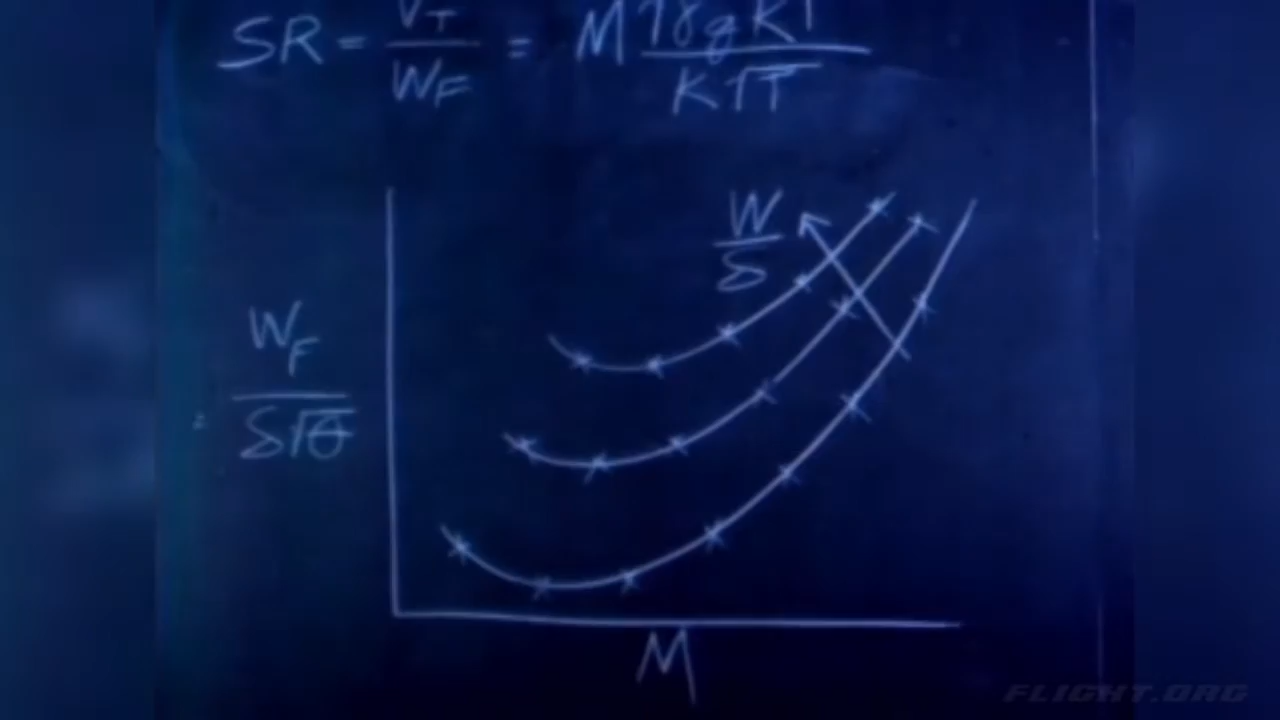 SR = V_T / W_F = M √γgRT / K√T
W / δ
= W_F / δ√θ
M
FLIGHT.ORG